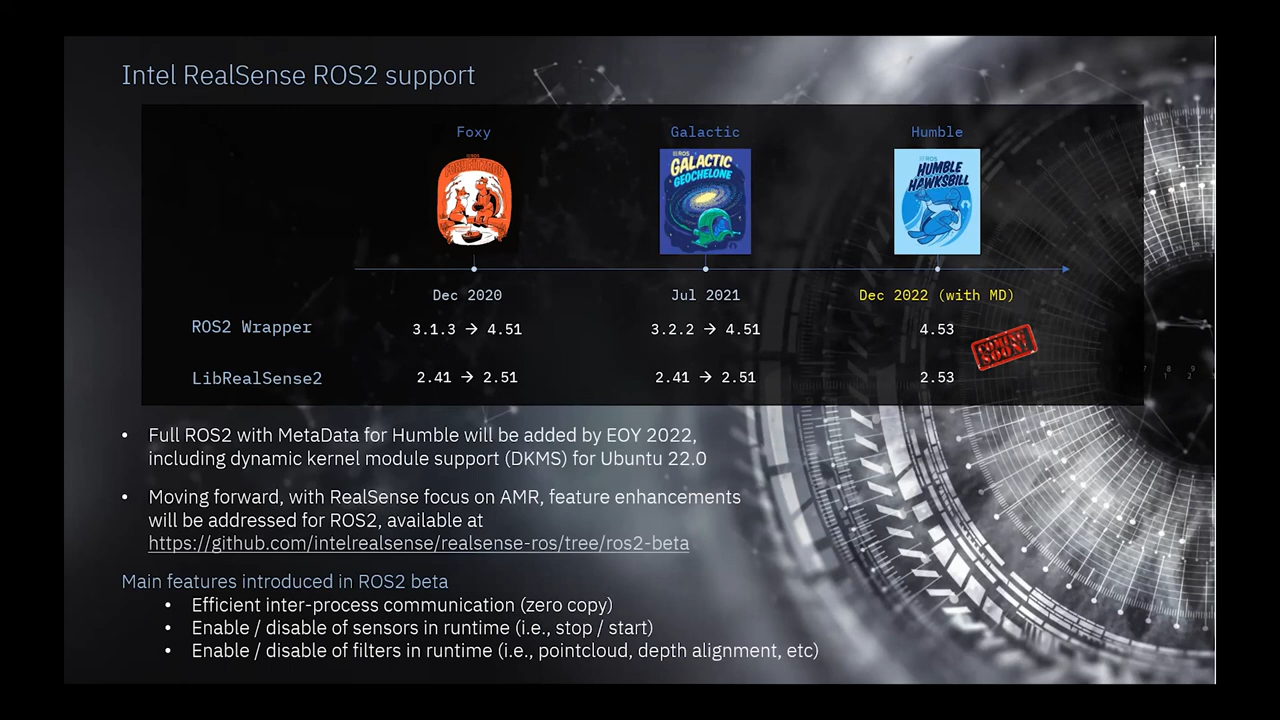 Intel RealSense ROS2 support
Foxy Galactic Humble
ROS
GALACTIC
GEOCHELONE
ROS
HUMBLE
HAWKSBILL
Dec 2020 Jul 2021 Dec 2022 (with MD)
ROS2 Wrapper 3.1.3 → 4.51 3.2.2 → 4.51 4.53
COMING
SOON!
LibRealSense2 2.41 → 2.51 2.41 → 2.51 2.53
• Full ROS2 with MetaData for Humble will be added by EOY 2022,
including dynamic kernel module support (DKMS) for Ubuntu 22.0
• Moving forward, with RealSense focus on AMR, feature enhancements
will be addressed for ROS2, available at
https://github.com/intelrealsense/realsense-ros/tree/ros2-beta
Main features introduced in ROS2 beta
• Efficient inter-process communication (zero copy)
• Enable / disable of sensors in runtime (i.e., stop / start)
• Enable / disable of filters in runtime (i.e., pointcloud, depth alignment, etc)